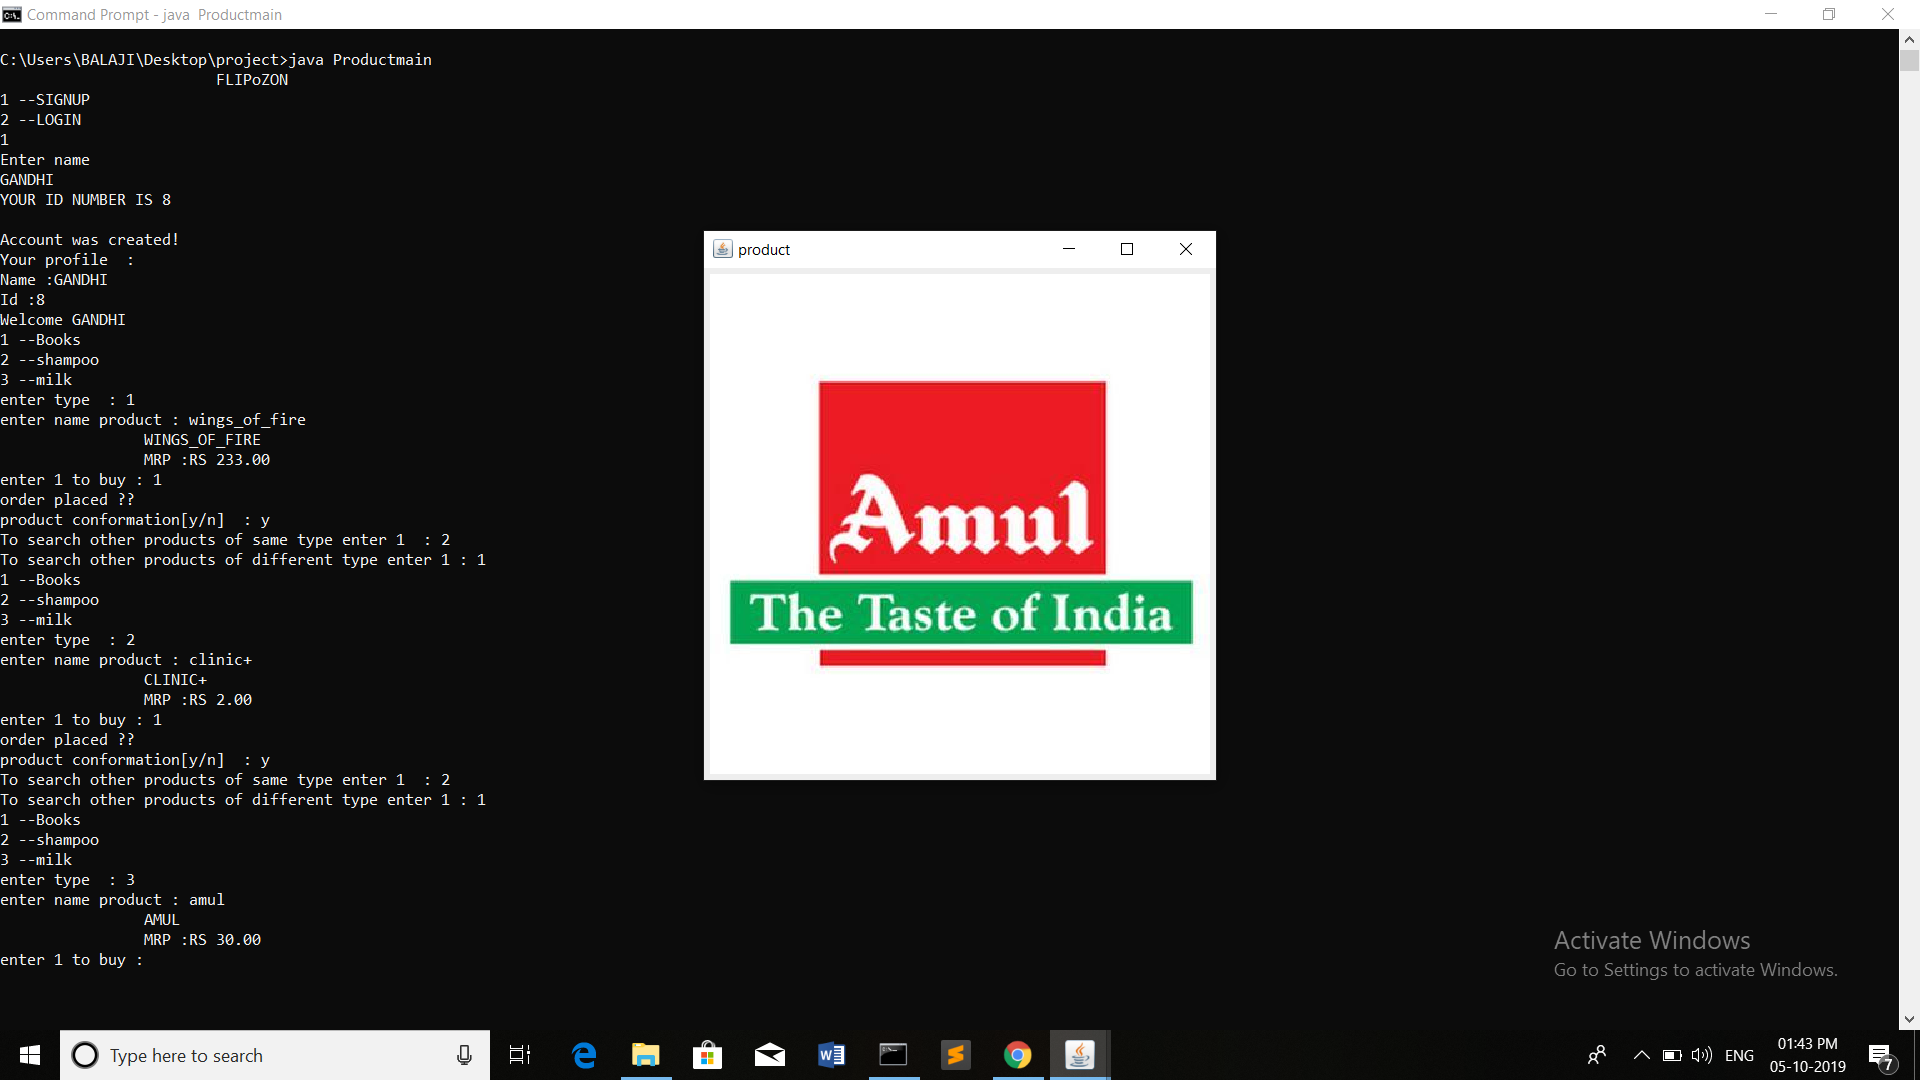 Command Prompt - java  Productmain
C:\Users\BALAJI\Desktop\project>java Productmain
FLIPoZON
1 --SIGNUP
2 --LOGIN
1
Enter name
GANDHI
YOUR ID NUMBER IS 8
Account was created!
Your profile  :
Name :GANDHI
Id :8
Welcome GANDHI
1 --Books
2 --shampoo
3 --milk
enter type  : 1
enter name product : wings_of_fire
WINGS_OF_FIRE
MRP :RS 233.00
enter 1 to buy : 1
order placed ??
product conformation[y/n]  : y
To search other products of same type enter 1  : 2
To search other products of different type enter 1 : 1
1 --Books
2 --shampoo
3 --milk
enter type  : 2
enter name product : clinic+
CLINIC+
MRP :RS 2.00
enter 1 to buy : 1
order placed ??
product conformation[y/n]  : y
To search other products of same type enter 1  : 2
To search other products of different type enter 1 : 1
1 --Books
2 --shampoo
3 --milk
enter type  : 3
enter name product : amul
AMUL
MRP :RS 30.00
enter 1 to buy :
product
Amul
The Taste of India
Activate Windows
Go to Settings to activate Windows.
Type here to search
ENG
01:43 PM
05-10-2019
7